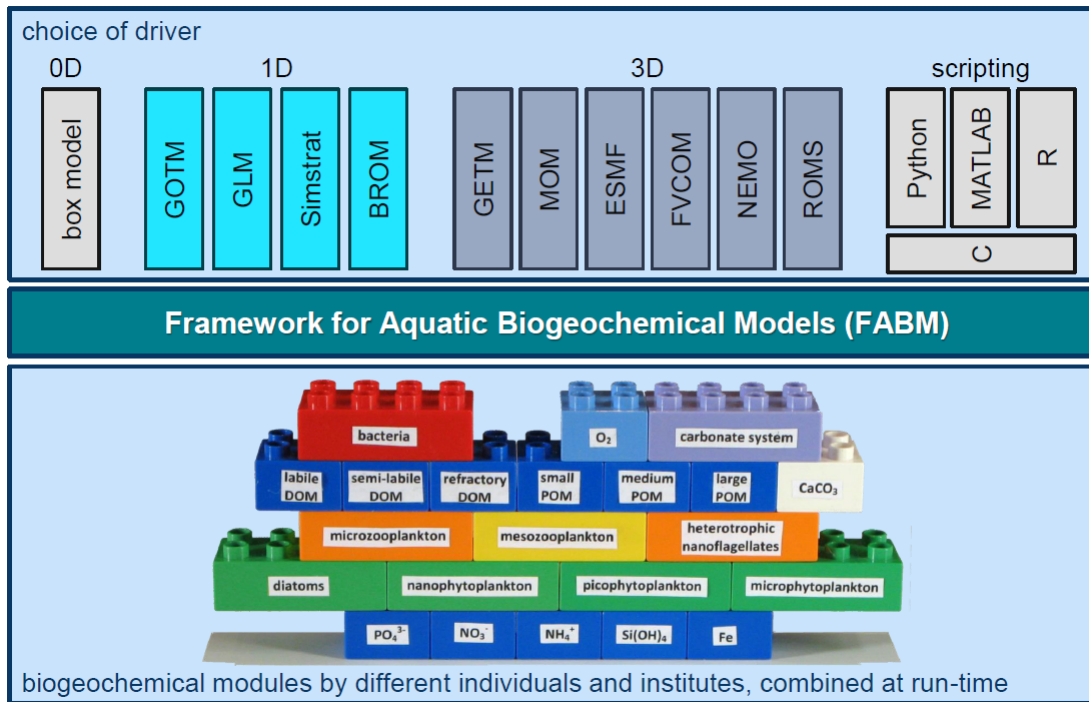 choice of driver
0D 1D 3D scripting
box model
GOTM
GLM
Simstrat
BROM
GETM
MOM
ESMF
FVCOM
NEMO
ROMS
Python
MATLAB
R
C
Framework for Aquatic Biogeochemical Models (FABM)
bacteria
O₂
carbonate system
labile
DOM
semi-labile
DOM
refractory
DOM
small
POM
medium
POM
large
POM
CaCO₃
microzooplankton
mesozooplankton
heterotrophic
nanoflagellates
diatoms
nanophytoplankton
picophytoplankton
microphytoplankton
PO₄³⁻
NO₃⁻
NH₄⁺
Si(OH)₄
Fe
biogeochemical modules by different individuals and institutes, combined at run-time